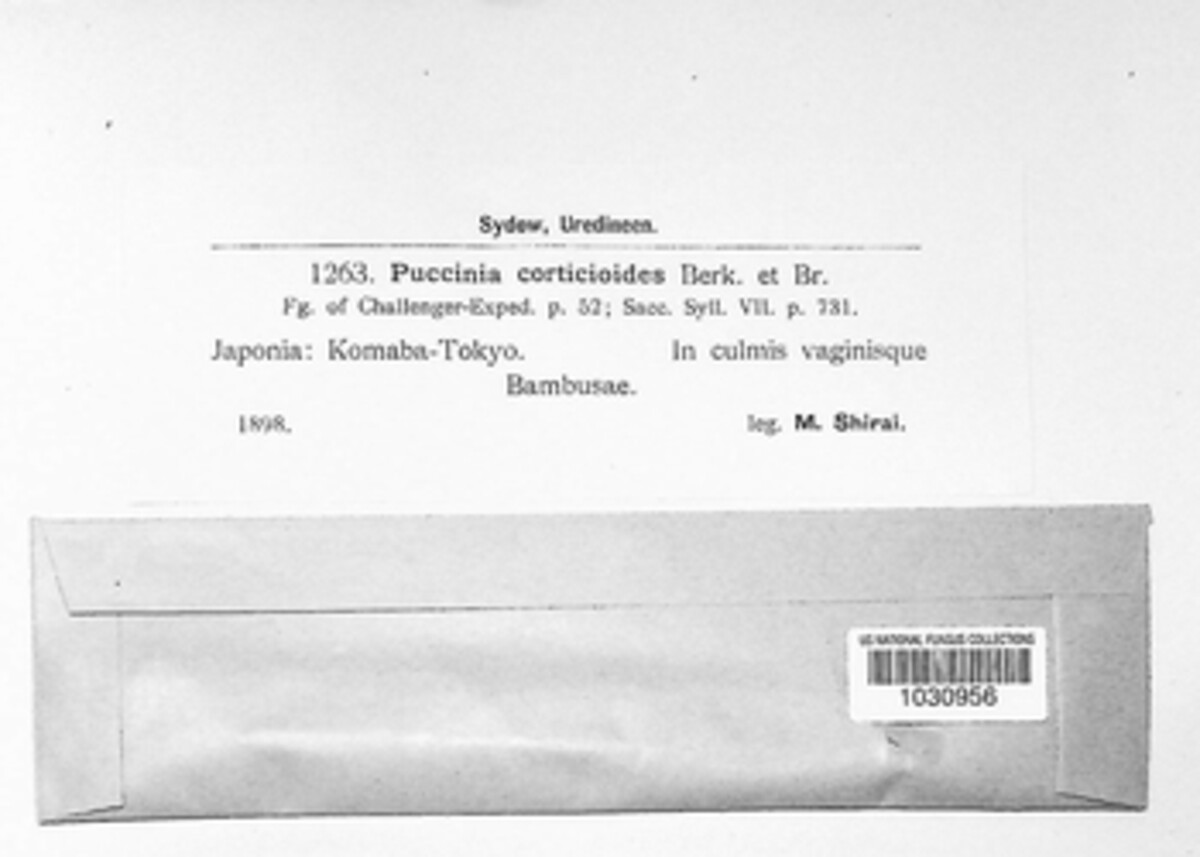 Sydow, Uredineen.
1263. Puccinia corticioides Berk. et Br.
Fg. of Challenger-Exped. p. 52; Sacc. Syll. VII. p. 731.
Japonia: Komaba-Tokyo. In culmis vaginisque
Bambusae.
1898. leg. M. Shirai.
US NATIONAL FUNGUS COLLECTIONS
1030956